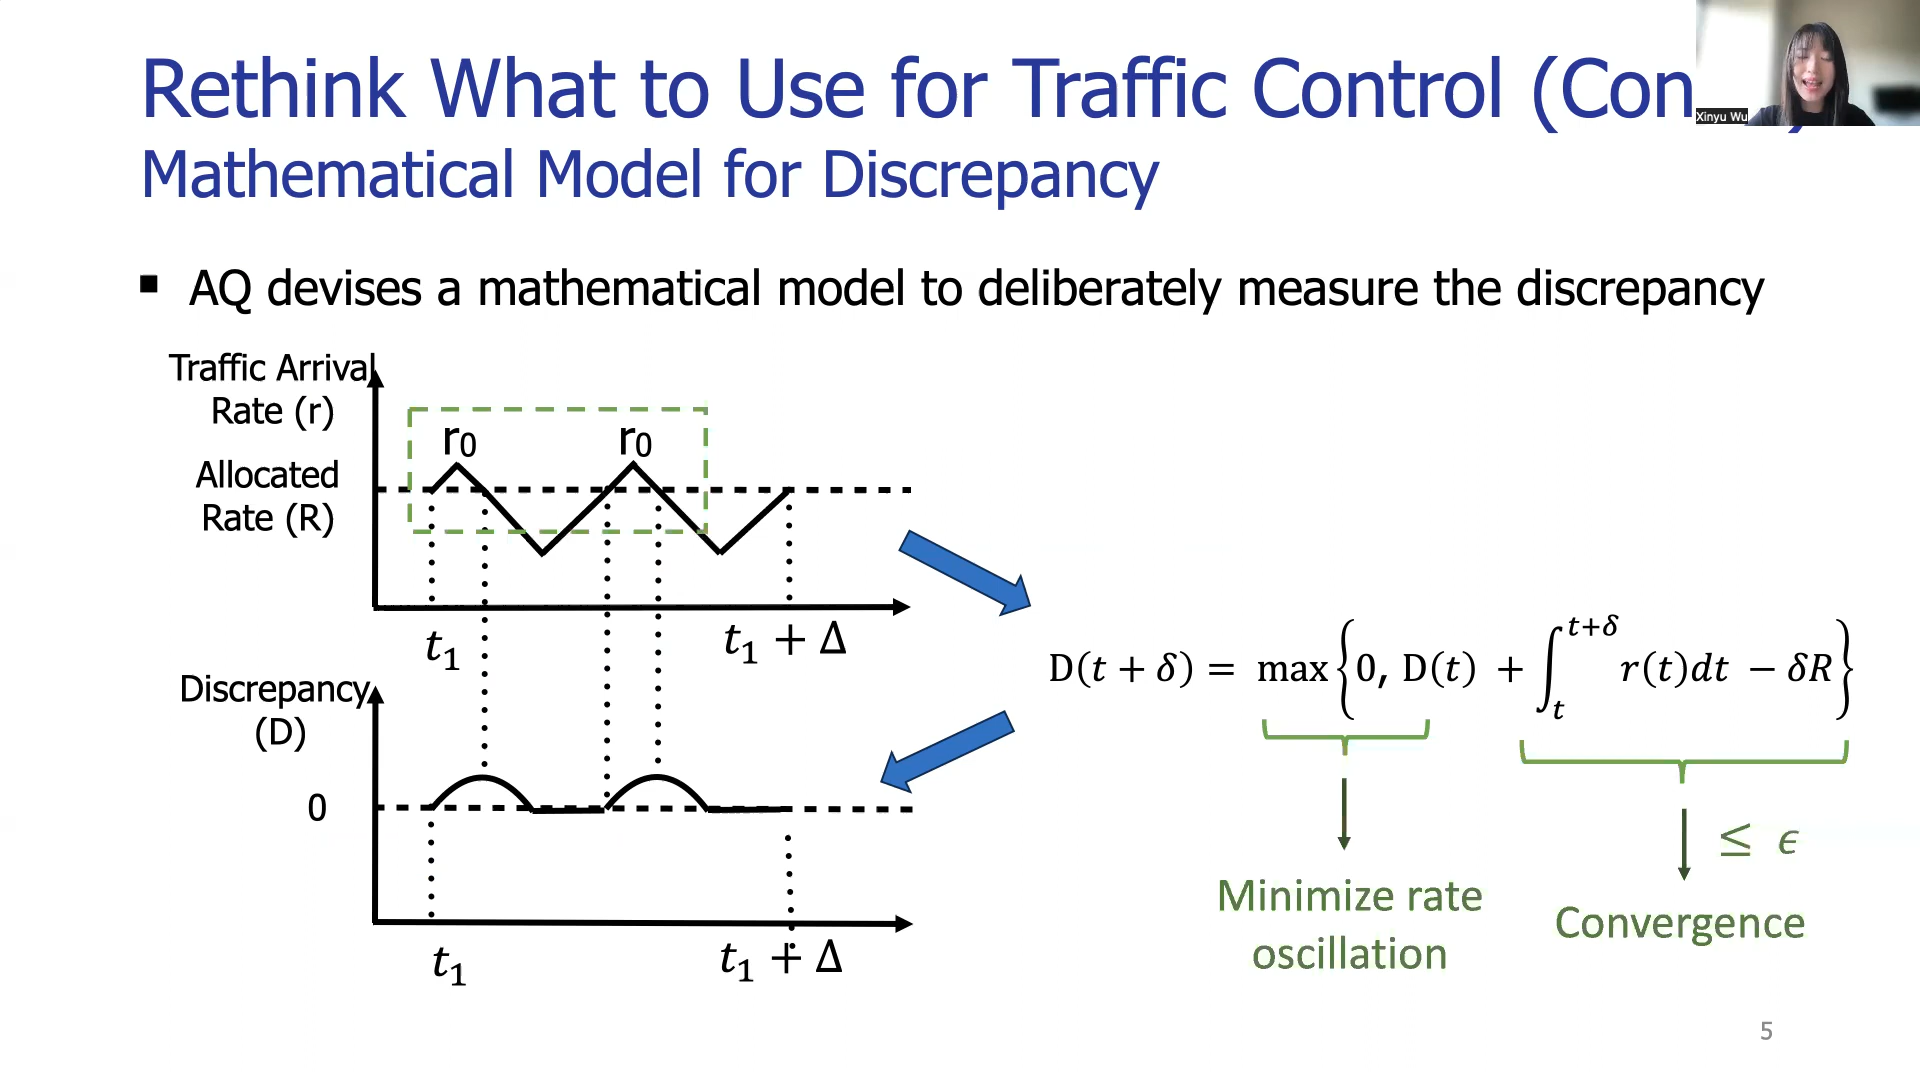 Rethink What to Use for Traffic Control (Con
Xinyu Wu
Mathematical Model for Discrepancy
▪ AQ devises a mathematical model to deliberately measure the discrepancy
Traffic Arrival
Rate (r)
r₀ r₀
Allocated
Rate (R)
t₁ t₁ + Δ
Discrepancy
(D)
0
t₁ t₁ + Δ
D(t + δ) = max{0, D(t) + ∫ₜᵗ⁺ᵟ r(t)dt − δR}
≤ ϵ
Minimize rate
oscillation
Convergence
5